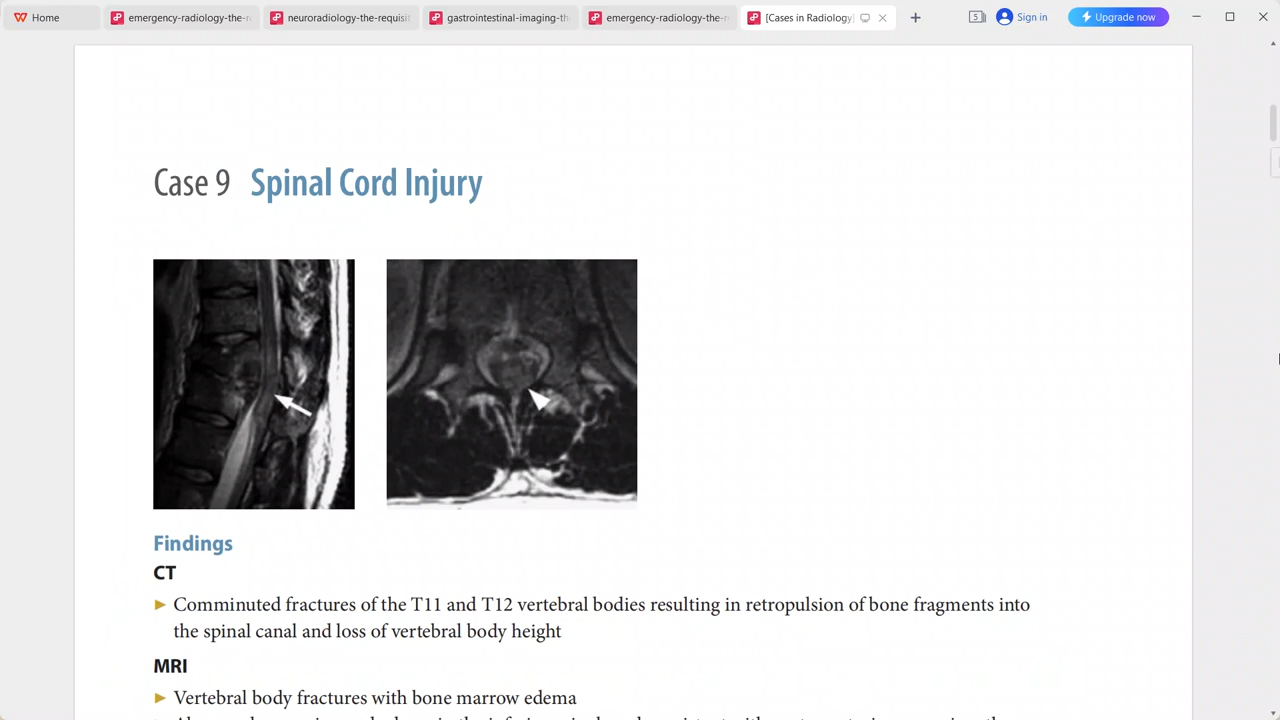 Home
emergency-radiology-the-r
neuroradiology-the-requisit
gastrointestinal-imaging-th
emergency-radiology-the-r
[Cases in Radiology]
5
Sign in
Upgrade now
Case 9 Spinal Cord Injury
Findings
CT
► Comminuted fractures of the T11 and T12 vertebral bodies resulting in retropulsion of bone fragments into
the spinal canal and loss of vertebral body height
MRI
► Vertebral body fractures with bone marrow edema